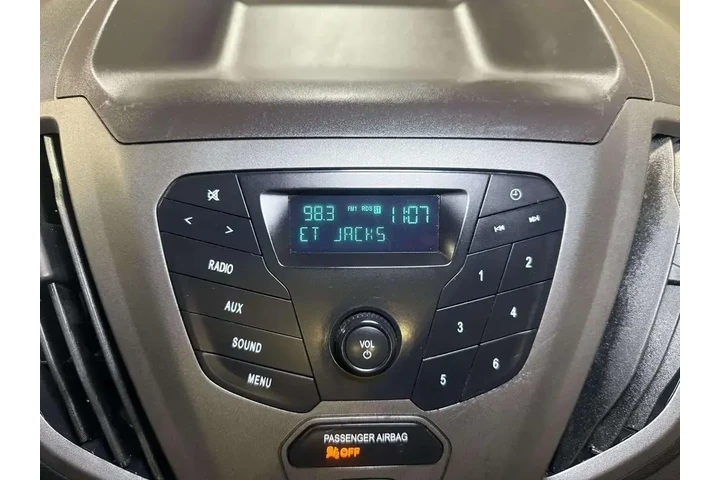 98.3 FM1 RDS 11:07
ET JACKS
RADIO
AUX
SOUND
MENU
VOL
1 2
3 4
5 6
PASSENGER AIRBAG
OFF